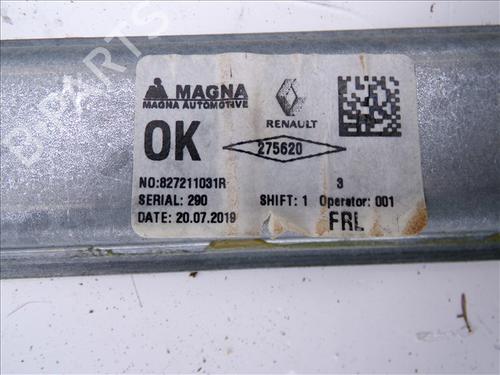 MAGNA
MAGNA AUTOMOTIVE
RENAULT
OK
275620
NO:827211031R 3
SERIAL: 290 SHIFT: 1 Operator: 001
DATE: 20.07.2019 FRL